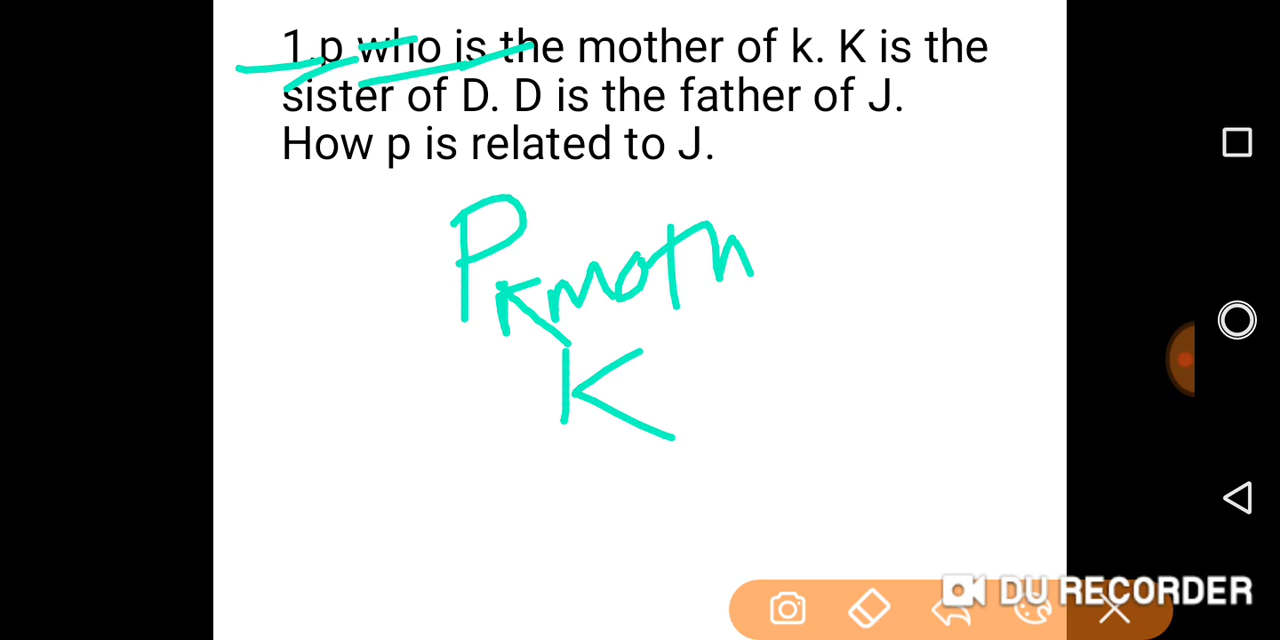 1.p who is the mother of k. K is the
sister of D. D is the father of J.
How p is related to J.
P
K moth
K
DU RECORDER